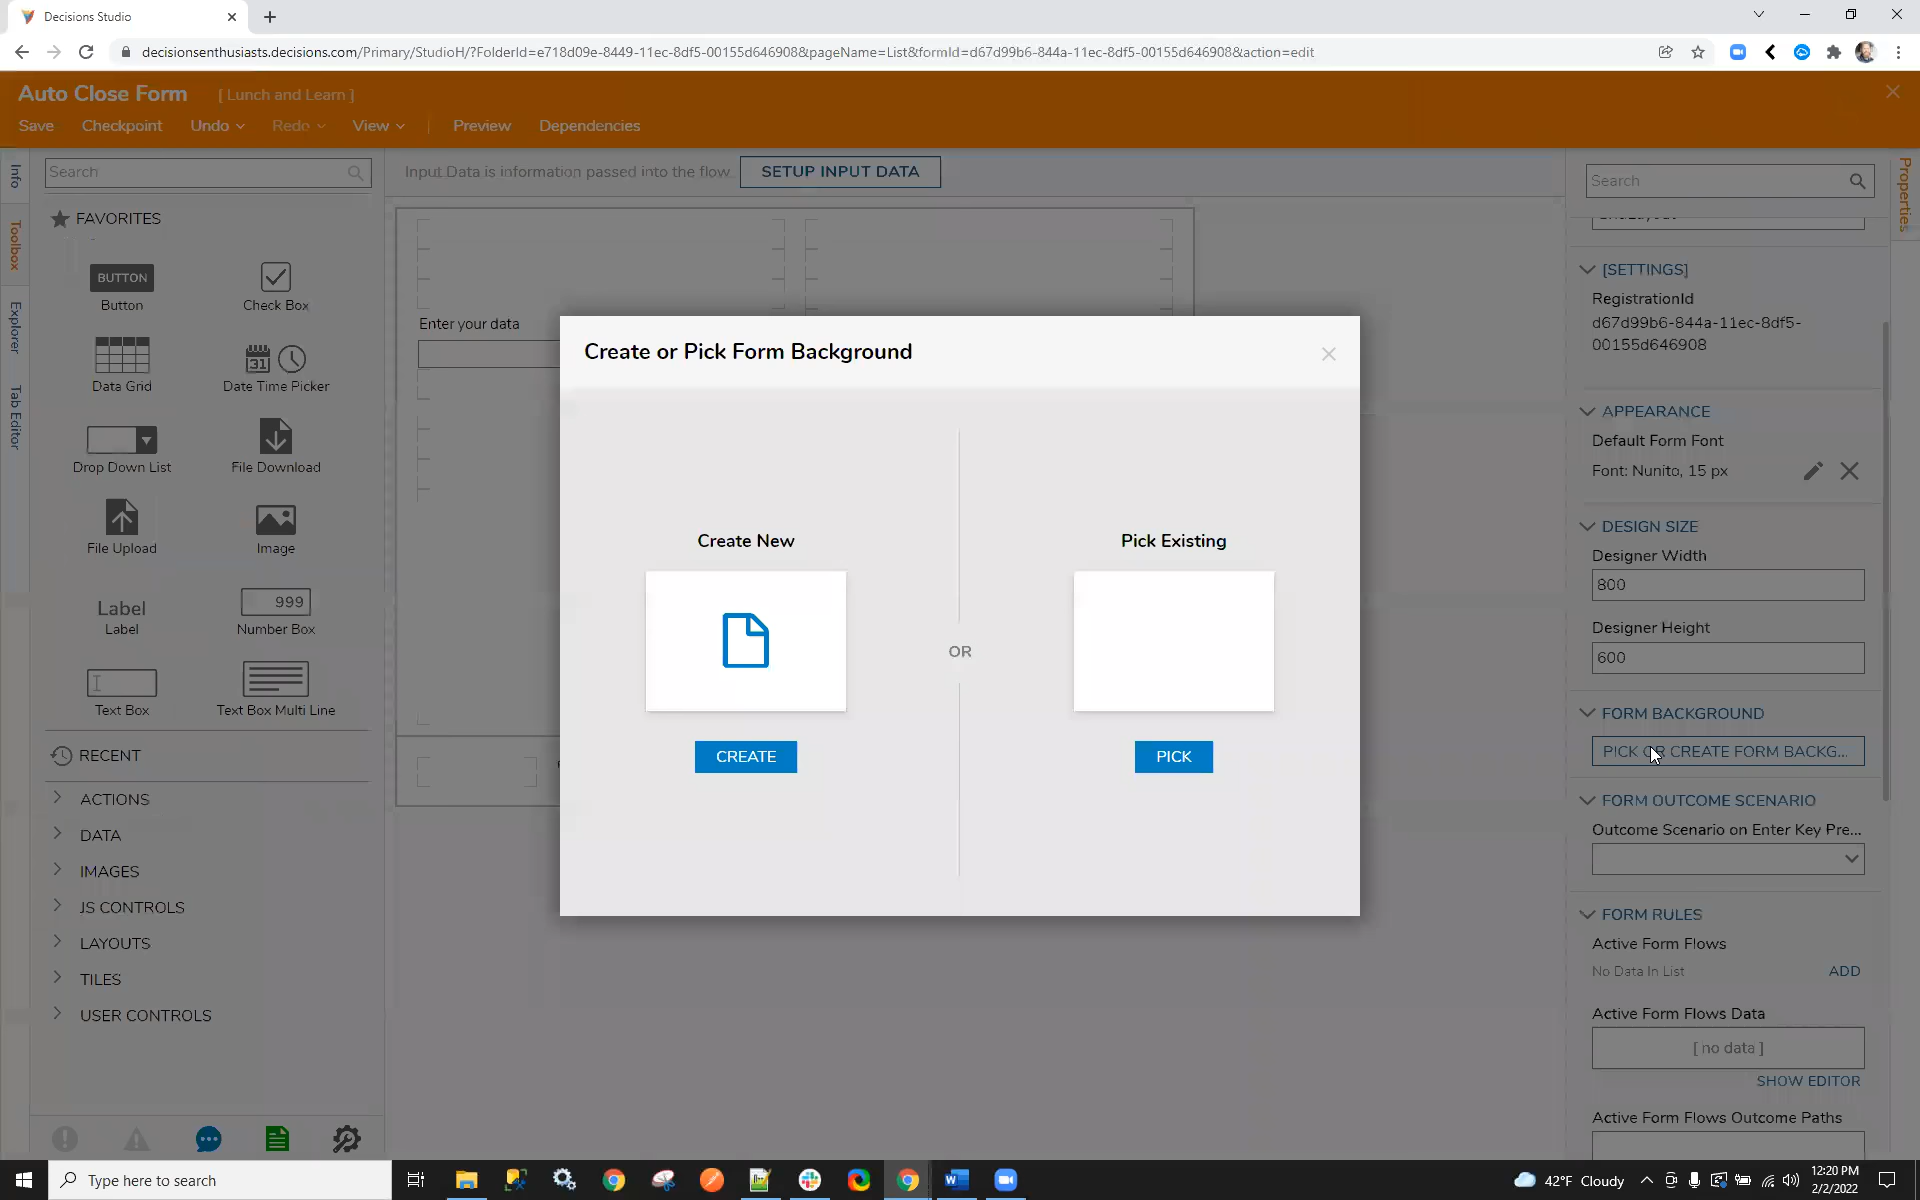 Decisions Studio
decisionsenthusiasts.decisions.com/Primary/StudioH/?FolderId=e718d09e-8449-11ec-8df5-00155d646908&pageName=List&formId=d67d99b6-844a-11ec-8df5-00155d646908&action=edit
Auto Close Form [ Lunch and Learn ]
Save Checkpoint Undo Redo View Preview Dependencies
Info
Toolbox
Explorer
Tab Editor
Search
FAVORITES
BUTTON
Button
Check Box
Data Grid
31
Date Time Picker
Drop Down List
File Download
File Upload
Image
Label
Label
999
Number Box
Text Box
Text Box Multi Line
RECENT
ACTIONS
DATA
IMAGES
JS CONTROLS
LAYOUTS
TILES
USER CONTROLS
Input Data is information passed into the flow.
SETUP INPUT DATA
Enter your data
Create or Pick Form Background
Create New
CREATE
OR
Pick Existing
PICK
Properties
Search
[SETTINGS]
RegistrationId
d67d99b6-844a-11ec-8df5-
00155d646908
APPEARANCE
Default Form Font
Font: Nunito, 15 px
DESIGN SIZE
Designer Width
800
Designer Height
600
FORM BACKGROUND
PICK OR CREATE FORM BACKG...
FORM OUTCOME SCENARIO
Outcome Scenario on Enter Key Pre...
FORM RULES
Active Form Flows
No Data In List
ADD
Active Form Flows Data
[ no data ]
SHOW EDITOR
Active Form Flows Outcome Paths
Type here to search
42°F Cloudy
12:20 PM
2/2/2022